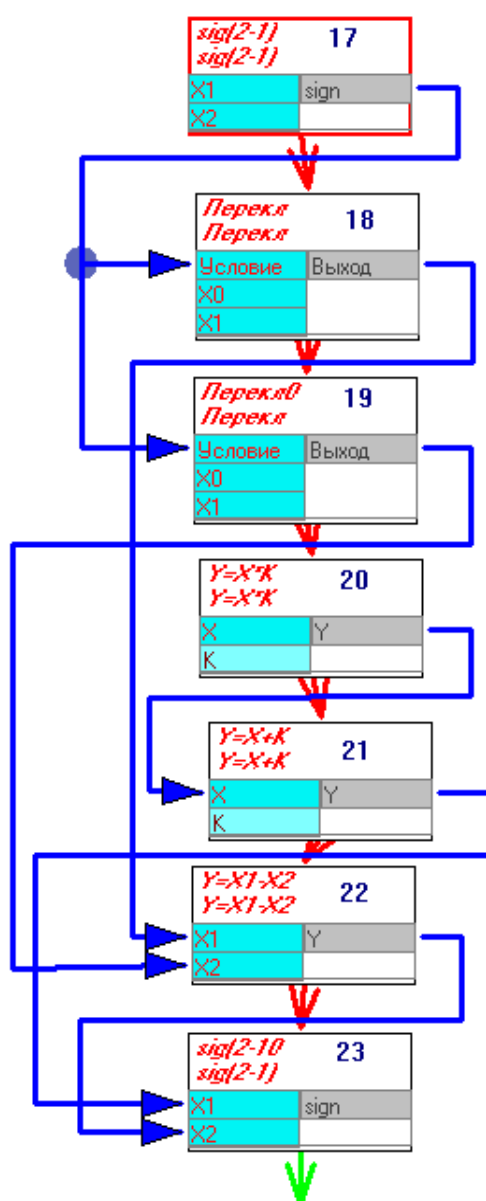 sig(2-1) 17
sig(2-1)
X1 sign
X2
Перекл 18
Перекл
Условие Выход
X0
X1
Перекл0 19
Перекл
Условие Выход
X0
X1
Y=X*K 20
Y=X*K
X Y
K
Y=X+K 21
Y=X+K
X Y
K
Y=X1-X2 22
Y=X1-X2
X1 Y
X2
sig(2-10 23
sig(2-1)
X1 sign
X2